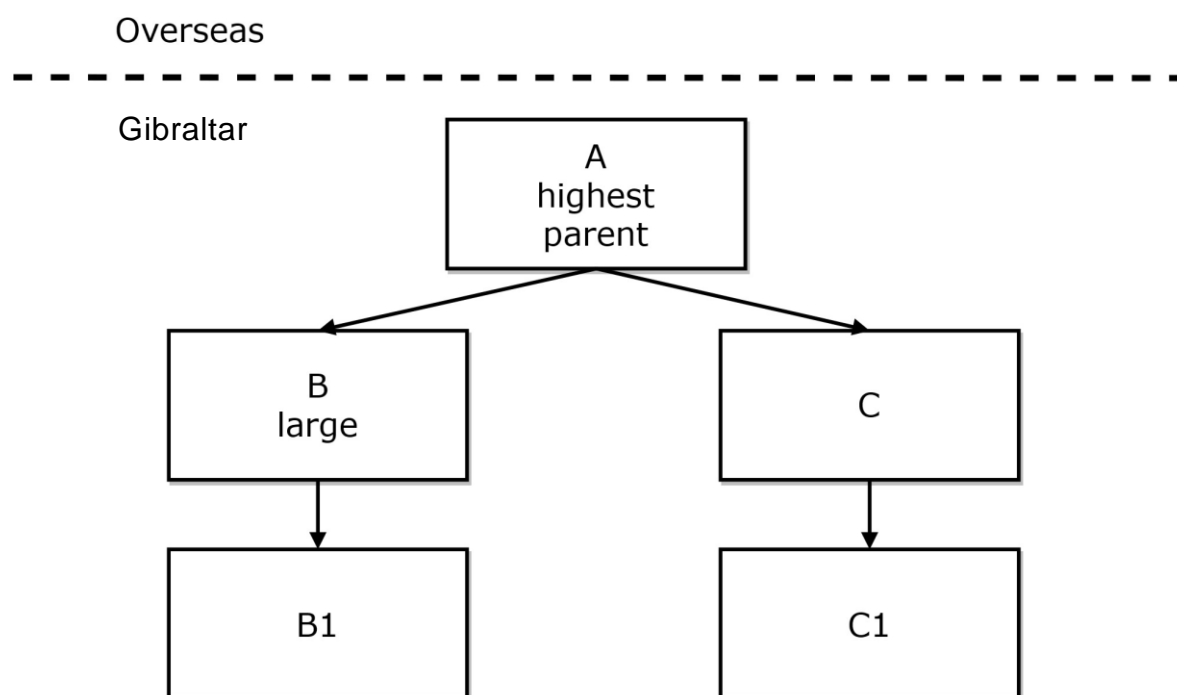 Overseas
Gibraltar
A
highest
parent
B
large
C
B1
C1